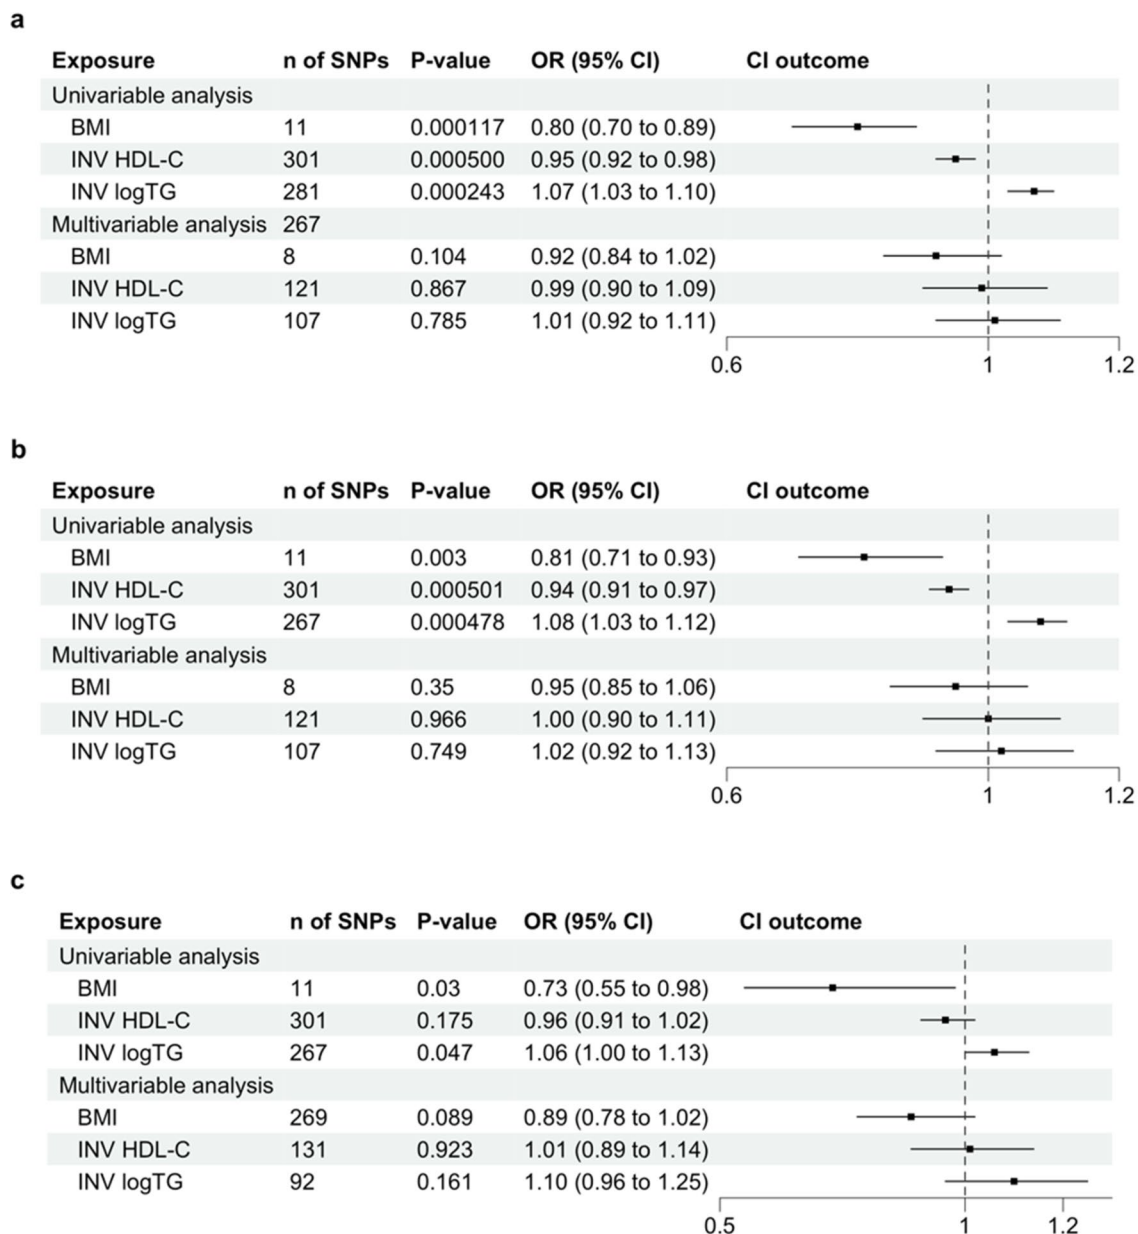 a
Exposure n of SNPs P-value OR (95% CI) CI outcome
Univariable analysis
BMI 11 0.000117 0.80 (0.70 to 0.89)
INV HDL-C 301 0.000500 0.95 (0.92 to 0.98)
INV logTG 281 0.000243 1.07 (1.03 to 1.10)
Multivariable analysis 267
BMI 8 0.104 0.92 (0.84 to 1.02)
INV HDL-C 121 0.867 0.99 (0.90 to 1.09)
INV logTG 107 0.785 1.01 (0.92 to 1.11)
0.6 1 1.2
b
Exposure n of SNPs P-value OR (95% CI) CI outcome
Univariable analysis
BMI 11 0.003 0.81 (0.71 to 0.93)
INV HDL-C 301 0.000501 0.94 (0.91 to 0.97)
INV logTG 267 0.000478 1.08 (1.03 to 1.12)
Multivariable analysis
BMI 8 0.35 0.95 (0.85 to 1.06)
INV HDL-C 121 0.966 1.00 (0.90 to 1.11)
INV logTG 107 0.749 1.02 (0.92 to 1.13)
0.6 1 1.2
c
Exposure n of SNPs P-value OR (95% CI) CI outcome
Univariable analysis
BMI 11 0.03 0.73 (0.55 to 0.98)
INV HDL-C 301 0.175 0.96 (0.91 to 1.02)
INV logTG 267 0.047 1.06 (1.00 to 1.13)
Multivariable analysis
BMI 269 0.089 0.89 (0.78 to 1.02)
INV HDL-C 131 0.923 1.01 (0.89 to 1.14)
INV logTG 92 0.161 1.10 (0.96 to 1.25)
0.5 1 1.2